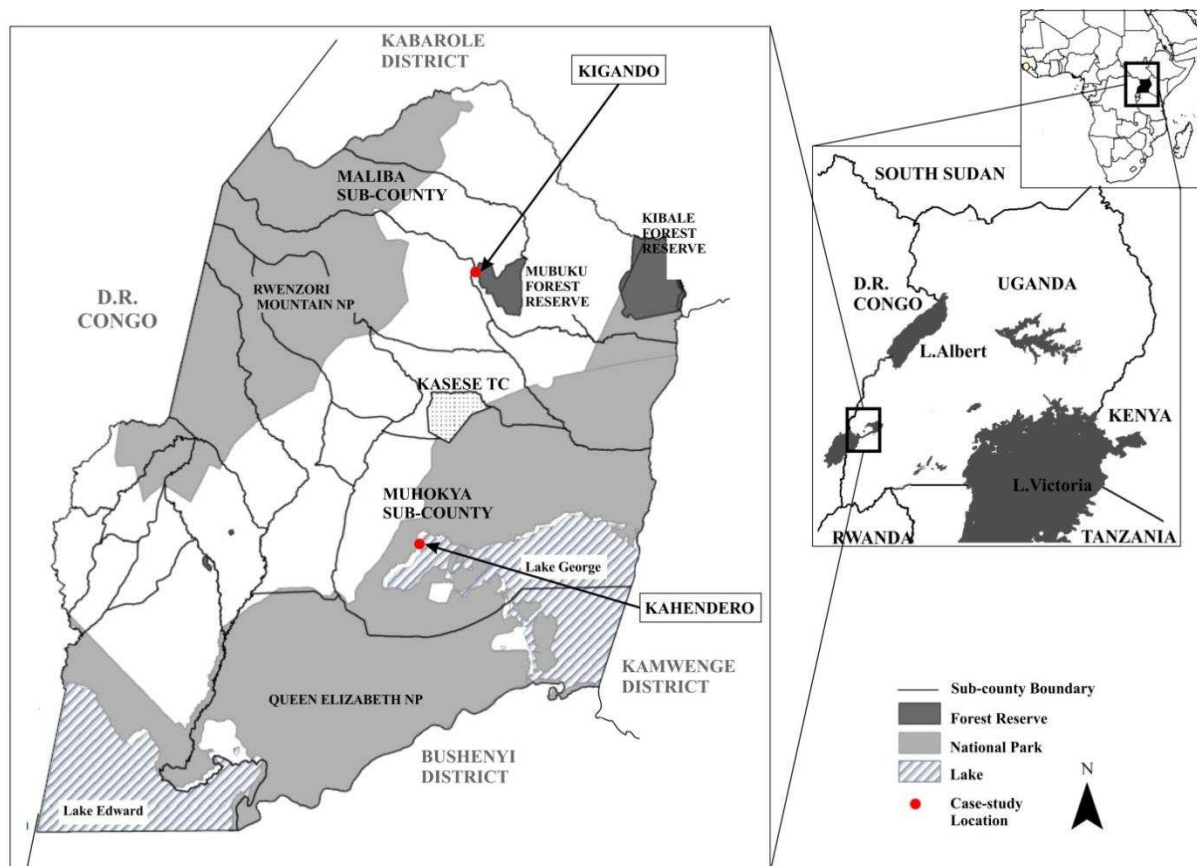 KABAROLE
DISTRICT
KIGANDO
MALIBA
SUB-COUNTY
KIBALE
FOREST
RESERVE
MUBUKU
FOREST
RESERVE
RWENZORI
MOUNTAIN NP
D.R.
CONGO
KASESE TC
MUHOKYA
SUB-COUNTY
Lake George
KAHENDERO
KAMWENGE
DISTRICT
QUEEN ELIZABETH NP
BUSHENYI
DISTRICT
Lake Edward
SOUTH SUDAN
D.R.
CONGO
UGANDA
L.Albert
KENYA
L.Victoria
RWANDA
TANZANIA
Sub-county Boundary
Forest Reserve
National Park
Lake
Case-study
Location
N